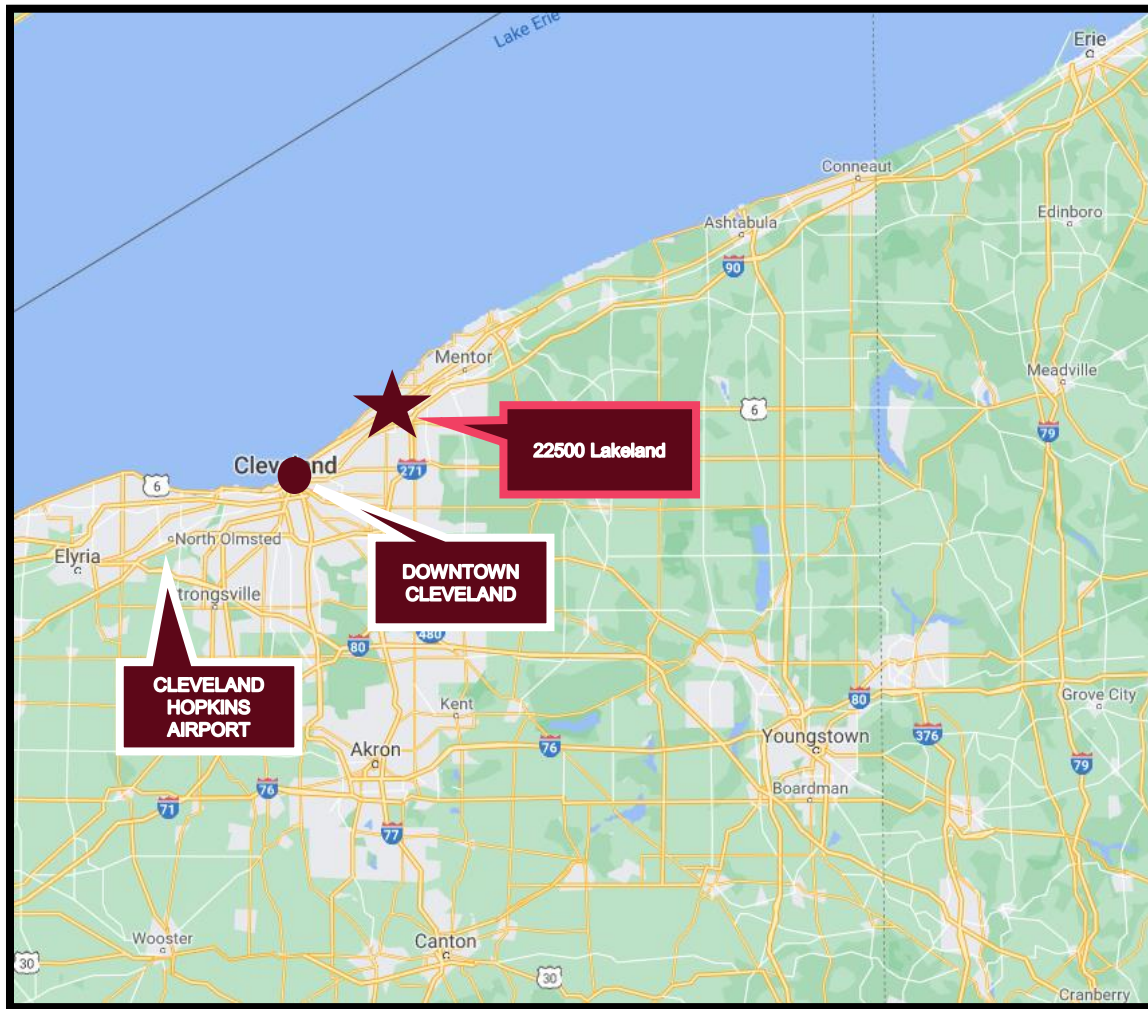 Lake Erie
Erie
Conneaut
Ashtabula
Edinboro
90
Mentor
Meadville
6
22500 Lakeland
79
Cleveland
271
6
North Olmsted
Elyria
DOWNTOWN
CLEVELAND
trongsville
480
80
CLEVELAND
HOPKINS
AIRPORT
Kent
80
Grove City
Akron
76
Youngstown
376
79
76
Boardman
71
77
Wooster
Canton
30
30
Cranberry